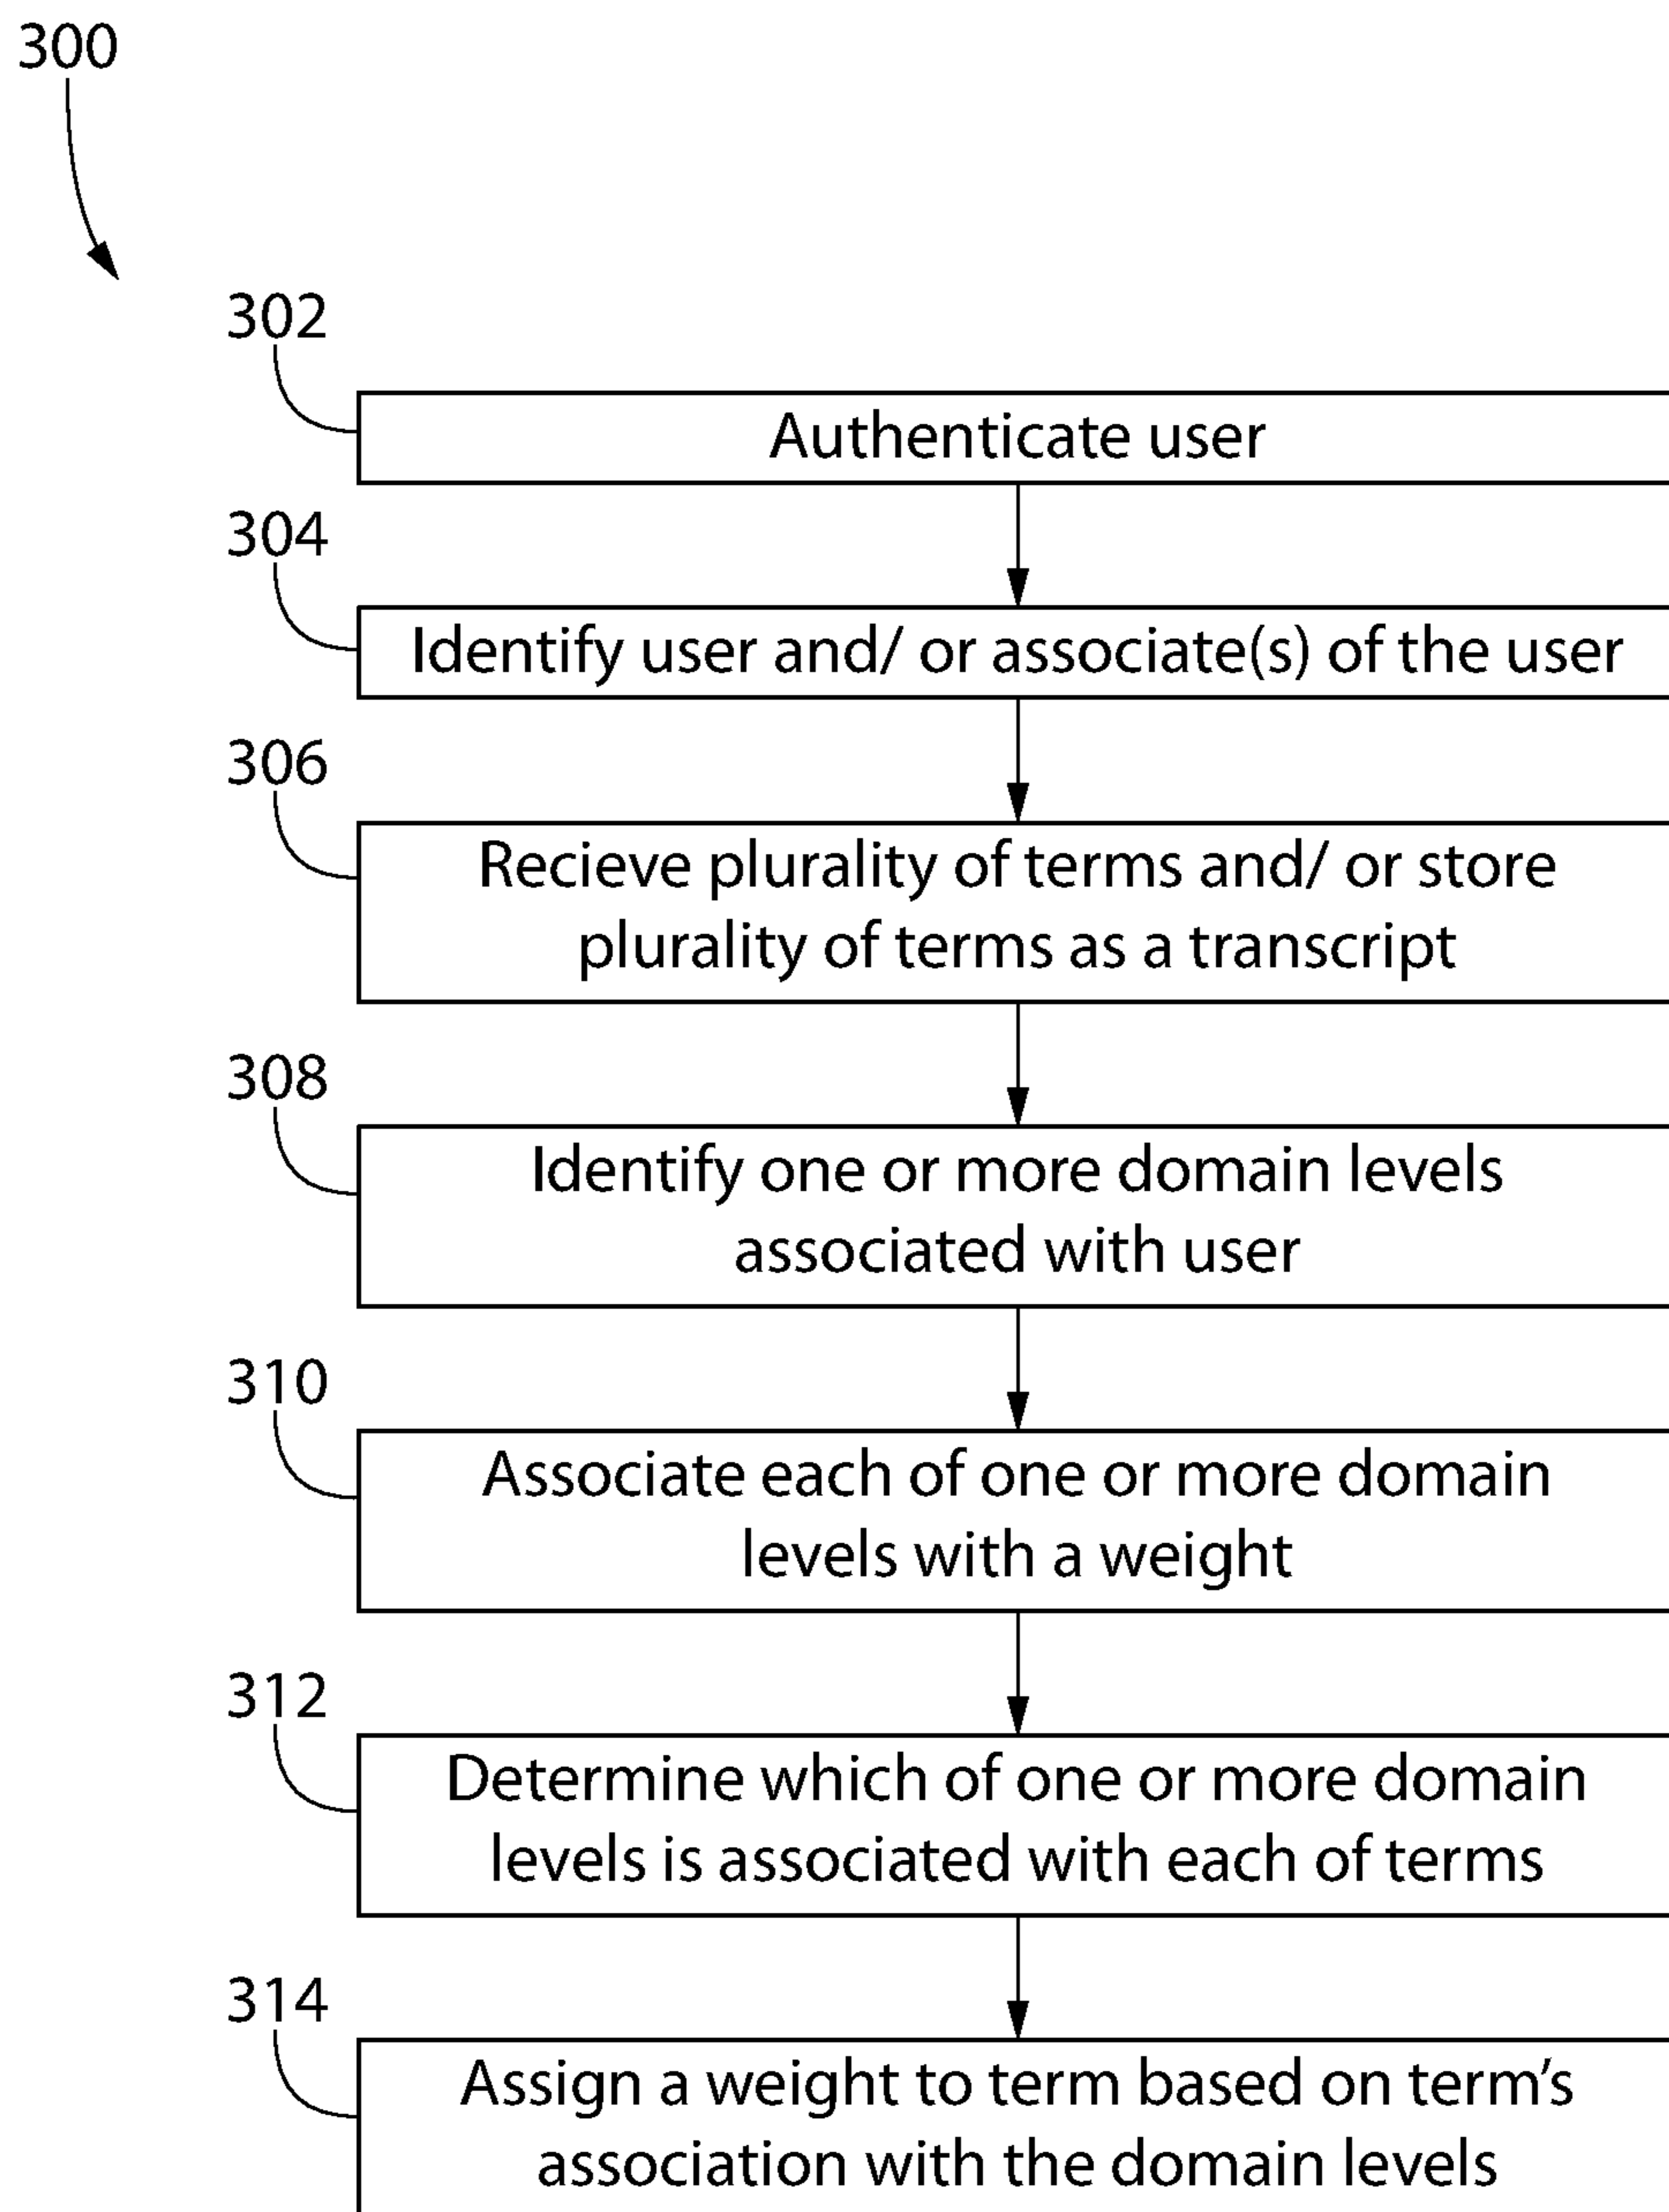 300
302
Authenticate user
304
Identify user and/ or associate(s) of the user
306
Recieve plurality of terms and/ or store
plurality of terms as a transcript
308
Identify one or more domain levels
associated with user
310
Associate each of one or more domain
levels with a weight
312
Determine which of one or more domain
levels is associated with each of terms
314
Assign a weight to term based on term’s
association with the domain levels